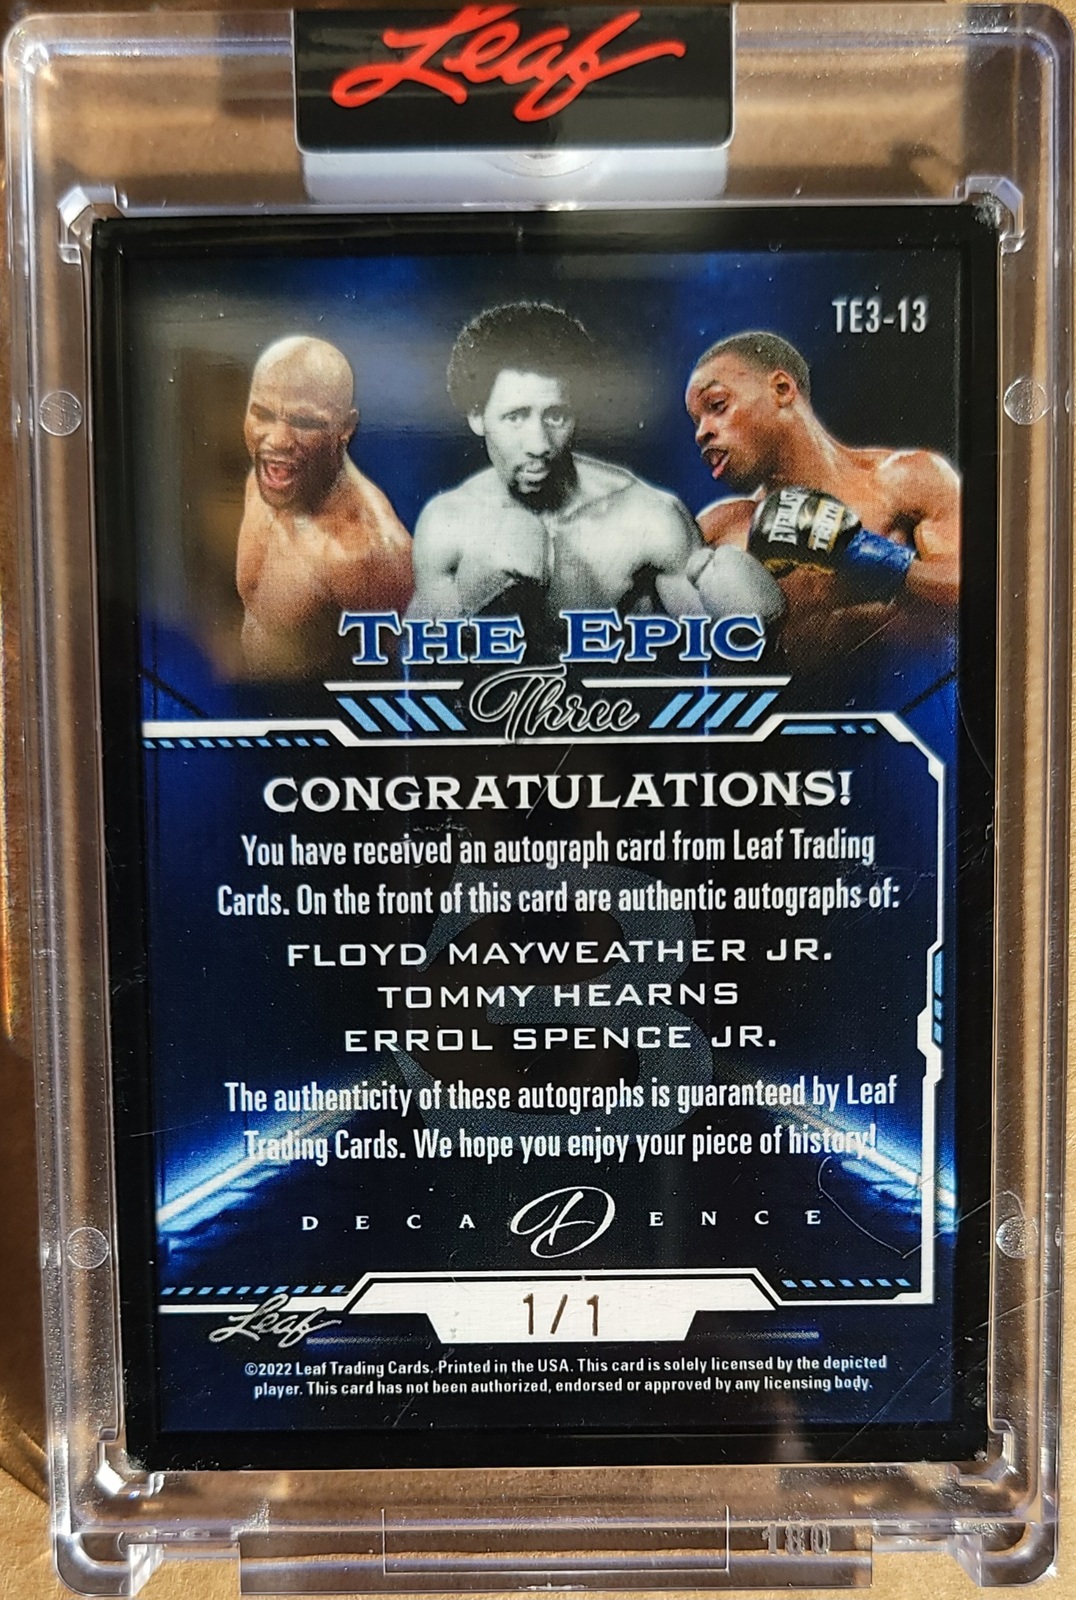 Leaf
TE3-13
EVERLAST
TRUTH
THE EPIC
Three
CONGRATULATIONS!
You have received an autograph card from Leaf Trading
Cards. On the front of this card are authentic autographs of:
FLOYD MAYWEATHER JR.
TOMMY HEARNS
ERROL SPENCE JR.
The authenticity of these autographs is guaranteed by Leaf
Trading Cards. We hope you enjoy your piece of history!
DECADENCE
1/1
Leaf
©2022 Leaf Trading Cards. Printed in the USA. This card is solely licensed by the depicted
player. This card has not been authorized, endorsed or approved by any licensing body.
180